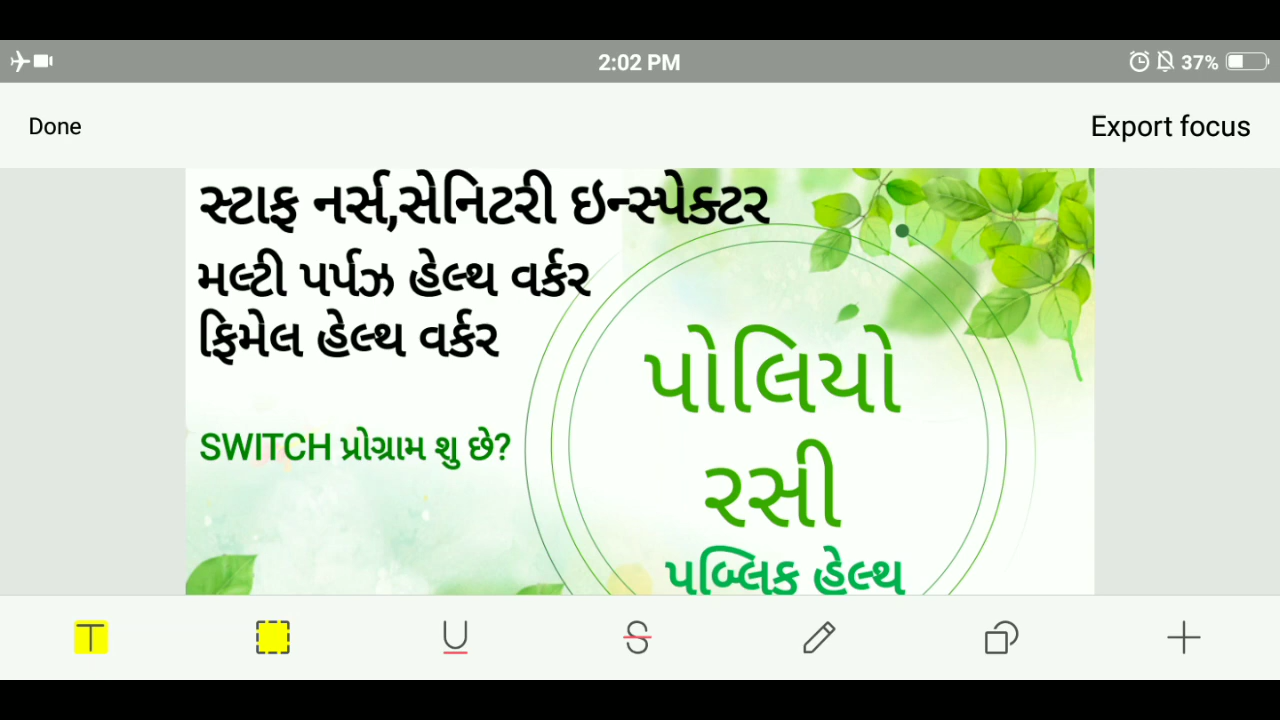 2:02 PM
37%
Done
Export focus
સ્ટાફ નર્સ,સેનિટરી ઇન્સ્પેક્ટર
મલ્ટી પર્પઝ હેલ્થ વર્કર
ફિમેલ હેલ્થ વર્કર
SWITCH પ્રોગ્રામ શુ છે?
પોલિયો
રસી
પબ્લિક હેલ્થ